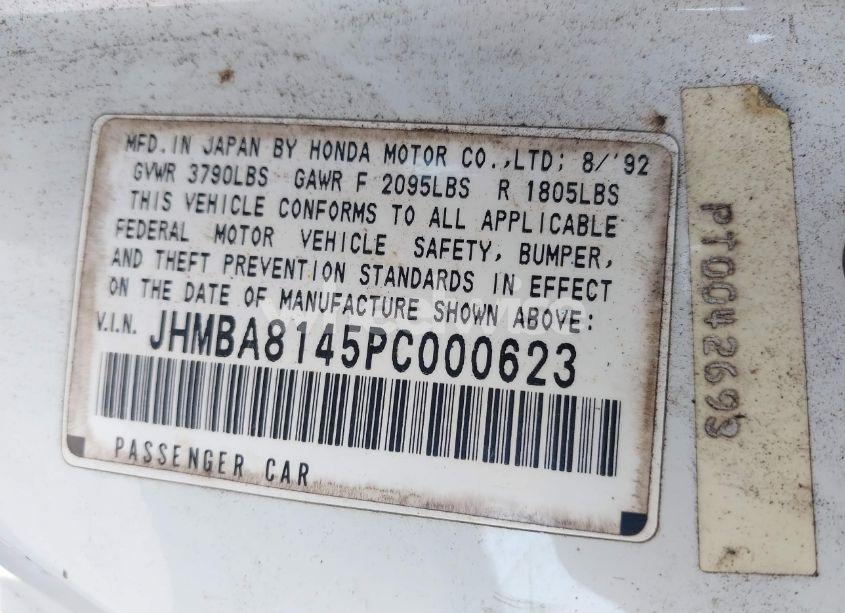 MFD. IN JAPAN BY HONDA MOTOR CO.,LTD; 8/'92
GVWR 3790LBS GAWR F 2095LBS R 1805LBS
THIS VEHICLE CONFORMS TO ALL APPLICABLE
FEDERAL MOTOR VEHICLE SAFETY, BUMPER,
AND THEFT PREVENTION STANDARDS IN EFFECT
ON THE DATE OF MANUFACTURE SHOWN ABOVE:
V.I.N. JHMBA8145PC000623
PASSENGER CAR
PT0042693